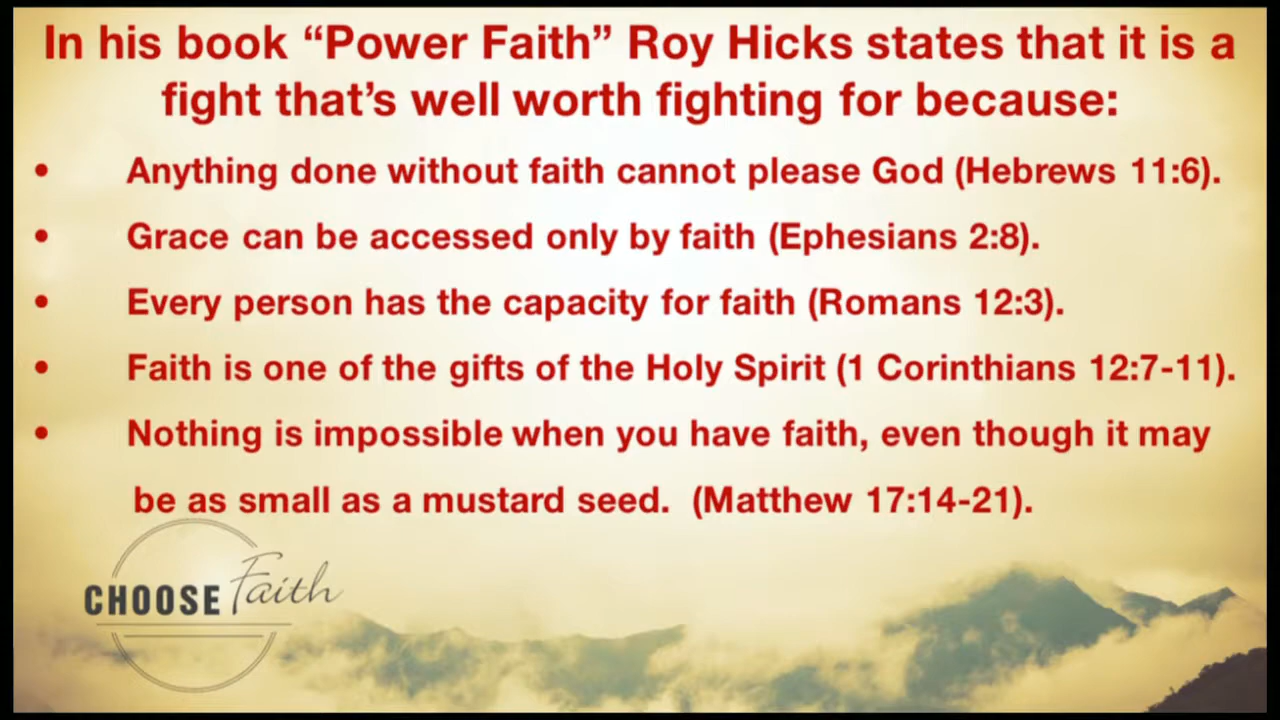 In his book “Power Faith” Roy Hicks states that it is a
fight that’s well worth fighting for because:
• Anything done without faith cannot please God (Hebrews 11:6).
• Grace can be accessed only by faith (Ephesians 2:8).
• Every person has the capacity for faith (Romans 12:3).
• Faith is one of the gifts of the Holy Spirit (1 Corinthians 12:7-11).
• Nothing is impossible when you have faith, even though it may
be as small as a mustard seed.  (Matthew 17:14-21).
CHOOSE Faith